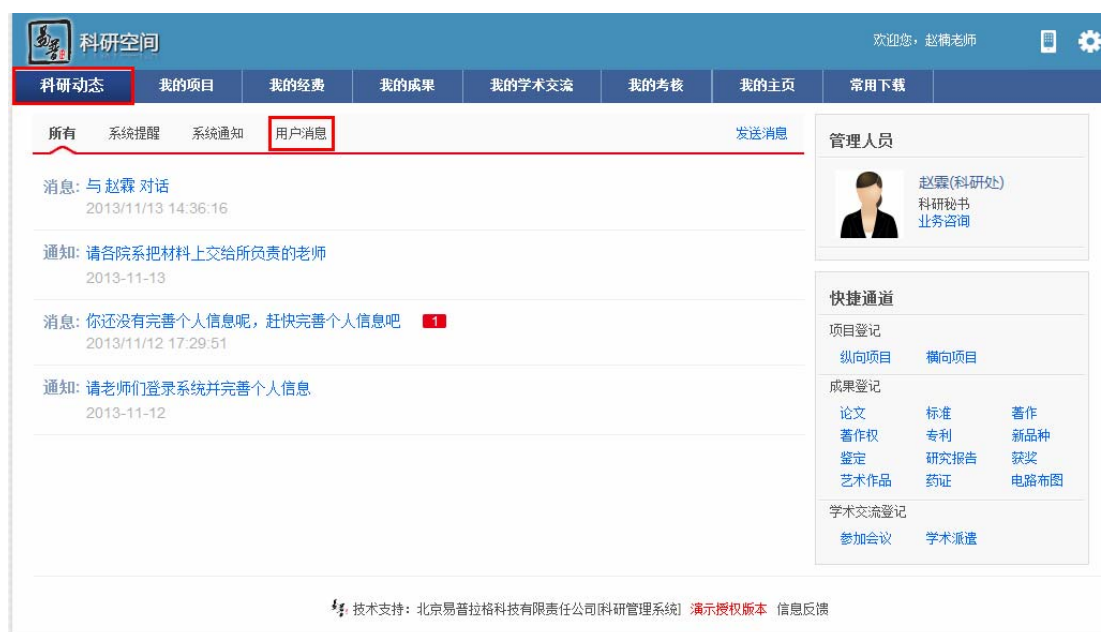 易普 科研空间
欢迎您，赵楠老师
科研动态 我的项目 我的经费 我的成果 我的学术交流 我的考核 我的主页 常用下载
所有 系统提醒 系统通知 用户消息 发送消息
消息: 与 赵霖 对话
2013/11/13 14:36:16
通知: 请各院系把材料上交给所负责的老师
2013-11-13
消息: 你还没有完善个人信息呢，赶快完善个人信息吧 1
2013/11/12 17:29:51
通知: 请老师们登录系统并完善个人信息
2013-11-12
管理人员
赵霖(科研处)
科研秘书
业务咨询
快捷通道
项目登记
纵向项目 横向项目
成果登记
论文 标准 著作
著作权 专利 新品种
鉴定 研究报告 获奖
艺术作品 药证 电路布图
学术交流登记
参加会议 学术派遣
技术支持：北京易普拉格科技有限责任公司[科研管理系统] 演示授权版本 信息反馈